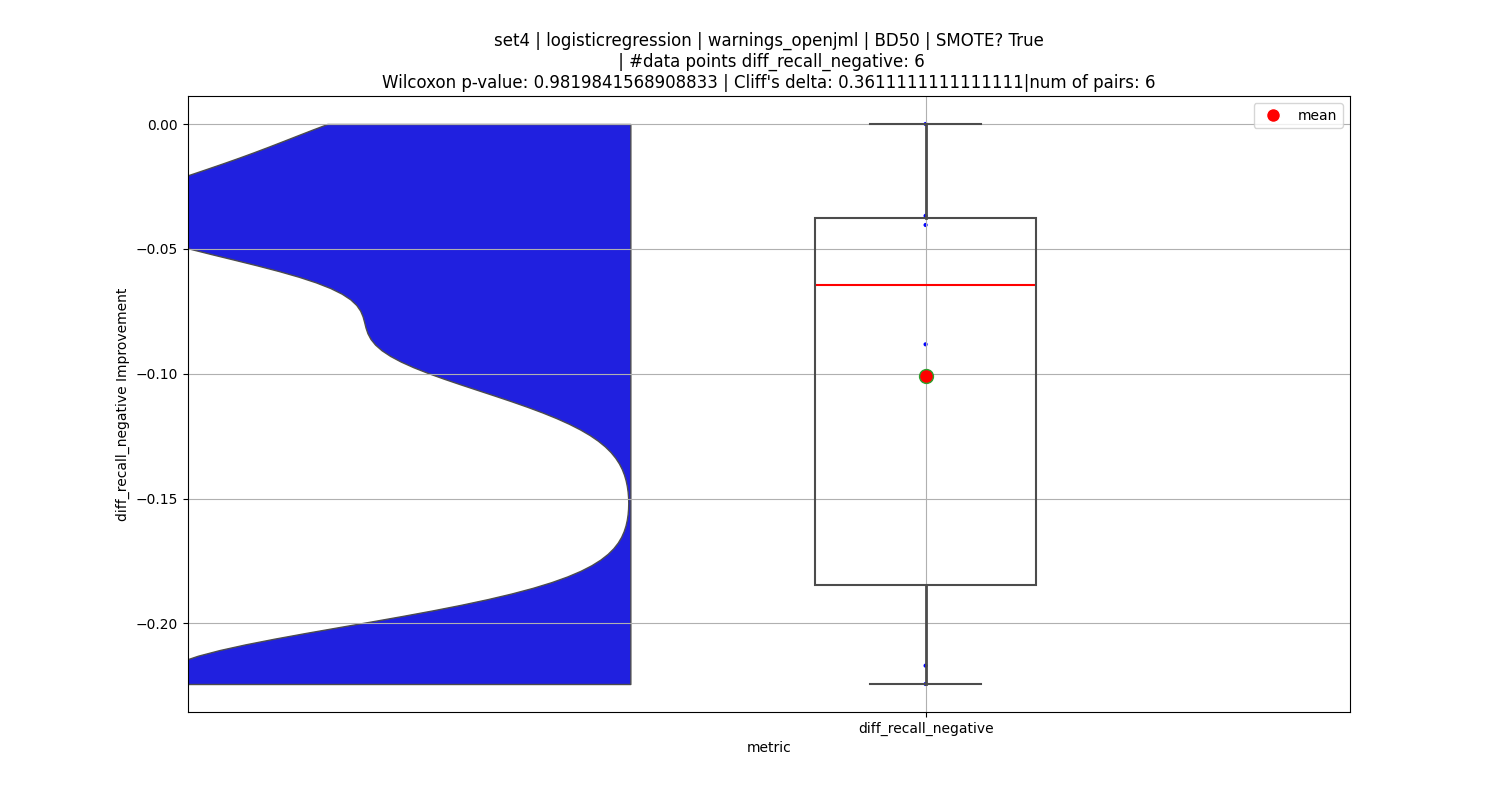 set4 | logisticregression | warnings_openjml | BD50 | SMOTE? True
| #data points diff_recall_negative: 6
Wilcoxon p-value: 0.9819841568908833 | Cliff's delta: 0.3611111111111111|num of pairs: 6
mean
0.00
−0.05
−0.10
−0.15
−0.20
diff_recall_negative Improvement
diff_recall_negative
metric